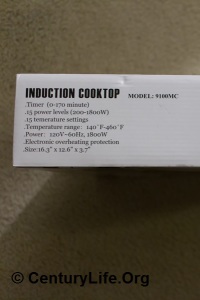 INDUCTION COOKTOP MODEL: 9100MC
.Timer (0-170 minute)
.15 power levels (200-1800W)
.15 temerature settings
.Temperature range: 140°F-460°F
.Power: 120V~60Hz, 1800W
.Electronic overheating protection
.Size:16.3" x 12.6" x 3.7"
© CenturyLife.Org